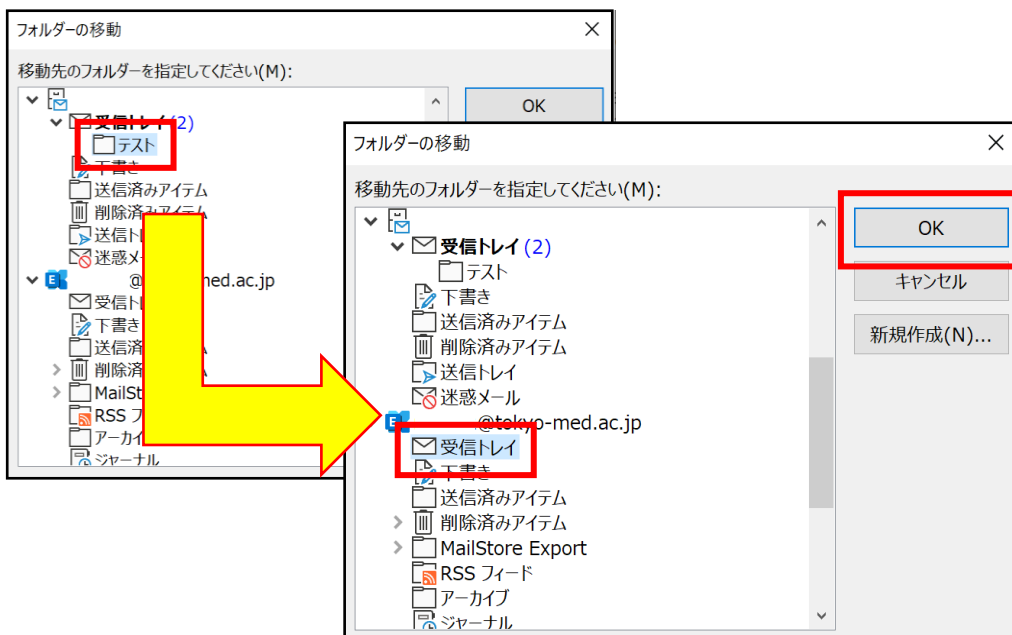 フォルダーの移動
移動先のフォルダーを指定してください(M):
OK
受信トレイ(2)
テスト
下書き
送信済みアイテム
削除済みアイテム
送信ト
迷惑メ
@ med.ac.jp
受信ト
下書き
送信済
削除済
MailSt
RSS フ
アーカイ
ジャーナル
フォルダーの移動
移動先のフォルダーを指定してください(M):
受信トレイ (2)
テスト
下書き
送信済みアイテム
削除済みアイテム
送信トレイ
迷惑メール
@tokyo-med.ac.jp
受信トレイ
下書き
送信済みアイテム
削除済みアイテム
MailStore Export
RSS フィード
アーカイブ
ジャーナル
OK
キャンセル
新規作成(N)...